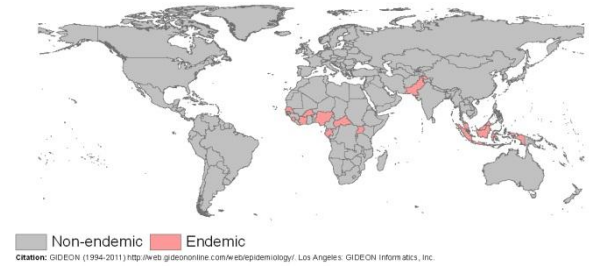 Non-endemic Endemic
Citation: GIDEON (1994-2011) http://web.gideononline.com/web/epidemiology/. Los Angeles: GIDEON Informatics, Inc.